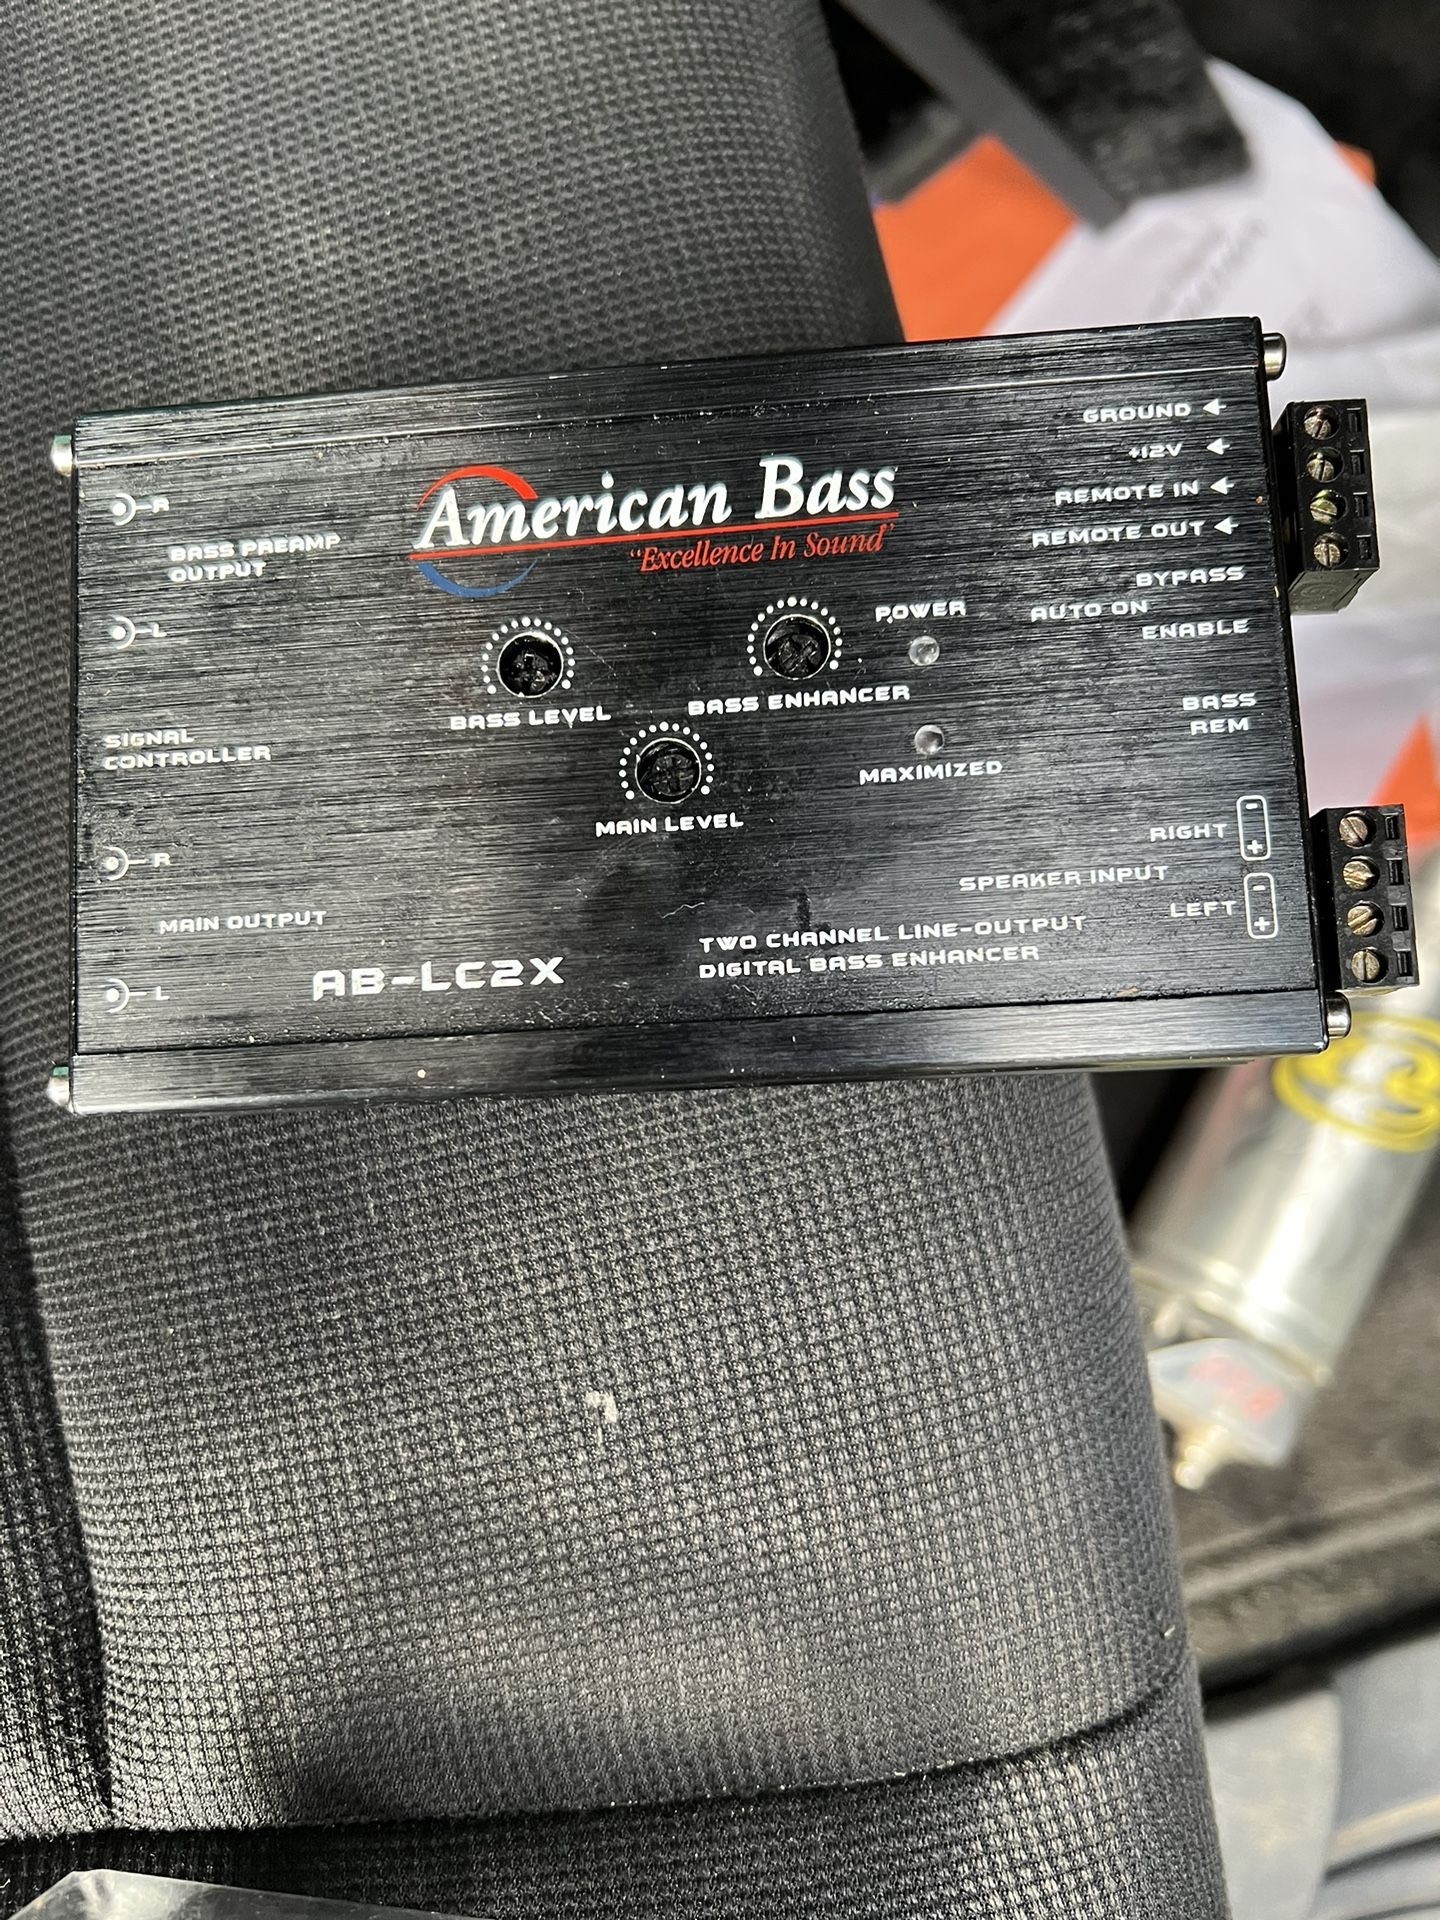 American Bass
"Excellence In Sound"
GROUND
+12V
REMOTE IN
REMOTE OUT
BYPASS
AUTO ON
ENABLE
BASS
REM
R
BASS PREAMP
OUTPUT
L
SIGNAL
CONTROLLER
R
MAIN OUTPUT
L
BASS LEVEL
BASS ENHANCER
POWER
MAIN LEVEL
MAXIMIZED
- +
RIGHT
SPEAKER INPUT
LEFT
- +
TWO CHANNEL LINE-OUTPUT
DIGITAL BASS ENHANCER
AB-LC2X